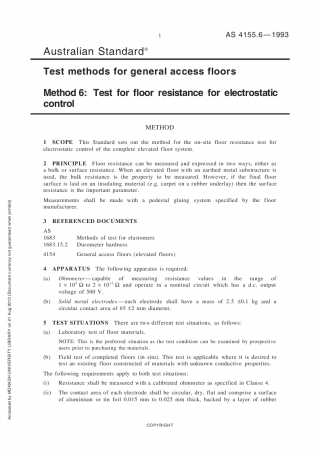 1
AS 4155.6—1993
Australian Standard®
Test methods for general access floors
Method 6: Test for floor resistance for electrostatic
control
METHOD
1 SCOPE This Standard sets out the method for the on-site floor resistance test for
electrostatic control of the complete elevated floor system.
2 PRINCIPLE Floor resistance can be measured and expressed in two ways, either as
a bulk or surface resistance. When an elevated floor with an earthed metal substructure is
used, the bulk resistance is the property to be measured. However, if the final floor
surface is laid on an insulating material (e.g. carpet on a rubber underlay) then the surface
resistance is the important parameter.
Measurements shall be made with a pedestal gluing system specified by the floor
manufacturer.
3 REFERENCED DOCUMENTS
AS
1683 Methods of test for elastomers
1683.15.2 Durometer hardness
4154 General access floors (elevated floors)
4 APPARATUS The following apparatus is required:
(a) Ohmmeter—capable of measuring resistance values in the range of
Ω to Ω and operate in a nominal circuit which has a d.c. output
voltage of 500 V.
(b) Solid metal electrodes—each electrode shall have a mass of 2.5 ±0.1 kg and a
circular contact area of 65 ±2 mm diameter.
5 TEST SITUATIONS There are two different test situations, as follows:
(a) Laboratory test of floor materials.
NOTE: This is the preferred situation as the test condition can be examined by prospective
users prior to purchasing the materials.
(b) Field test of completed floors (in situ). This test is applicable where it is desired to
test an existing floor constructed of materials with unknown conductive properties.
The following requirements apply to both test situations:
(i) Resistance shall be measured with a calibrated ohmmeter as specified in Clause 4.
(ii) The contact area of each electrode shall be circular, dry, flat and comprise a surface
of aluminium or tin foil 0.015 mm to 0.025 mm thick, backed by a layer of rubber
COPYRIGHT
Accessed by MONASH UNIVERSITY LIBRARY on 21 Aug 2013 (Document currency not guaranteed when printed)